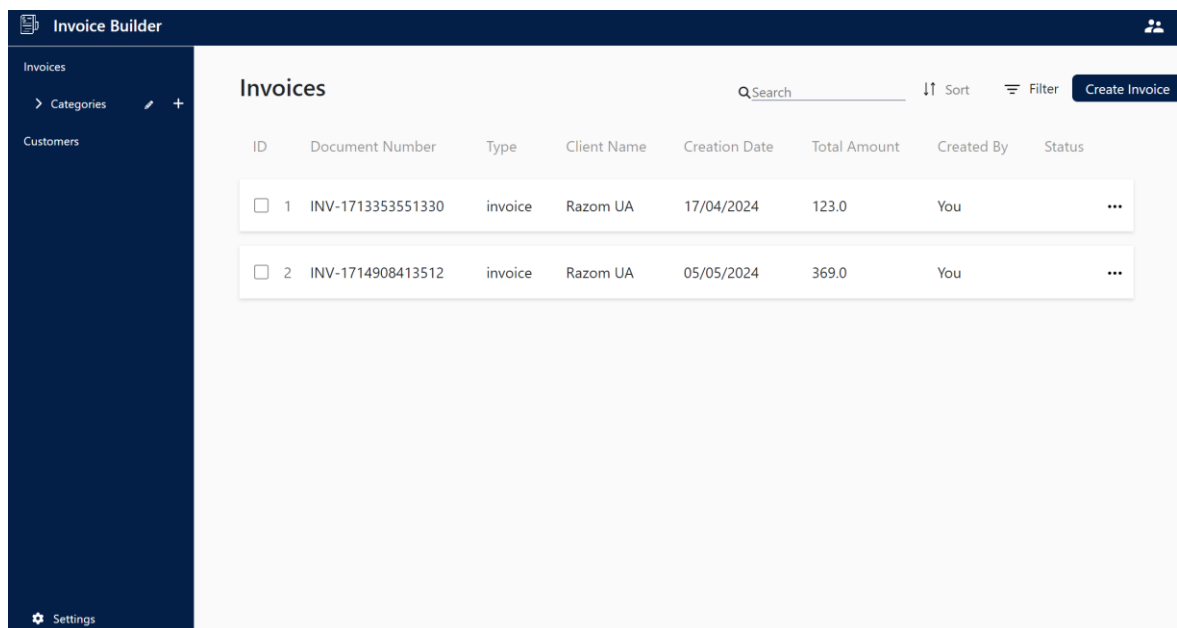 Invoice Builder
Invoices
Categories
Customers
Settings
Invoices
Search
Sort
Filter
Create Invoice
ID Document Number Type Client Name Creation Date Total Amount Created By Status
1 INV-1713353551330 invoice Razom UA 17/04/2024 123.0 You
2 INV-1714908413512 invoice Razom UA 05/05/2024 369.0 You